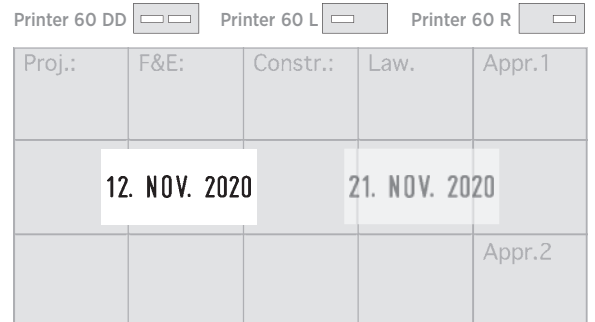 Printer 60 DD Printer 60 L Printer 60 R
Proj.: F&E: Constr.: Law. Appr.1
12. NOV. 2020 21. NOV. 2020
Appr.2